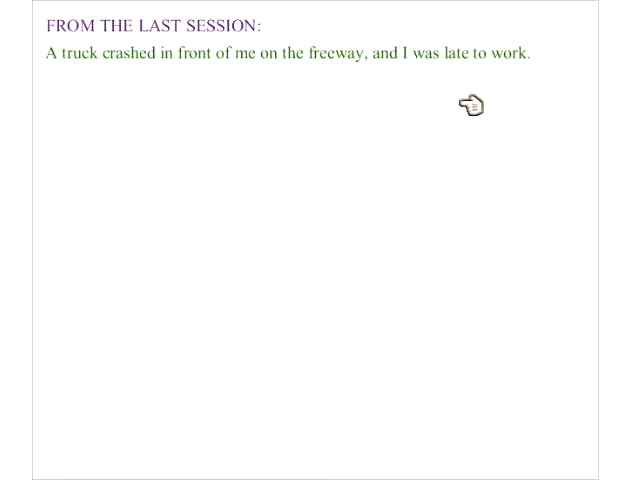 FROM THE LAST SESSION:
A truck crashed in front of me on the freeway, and I was late to work.